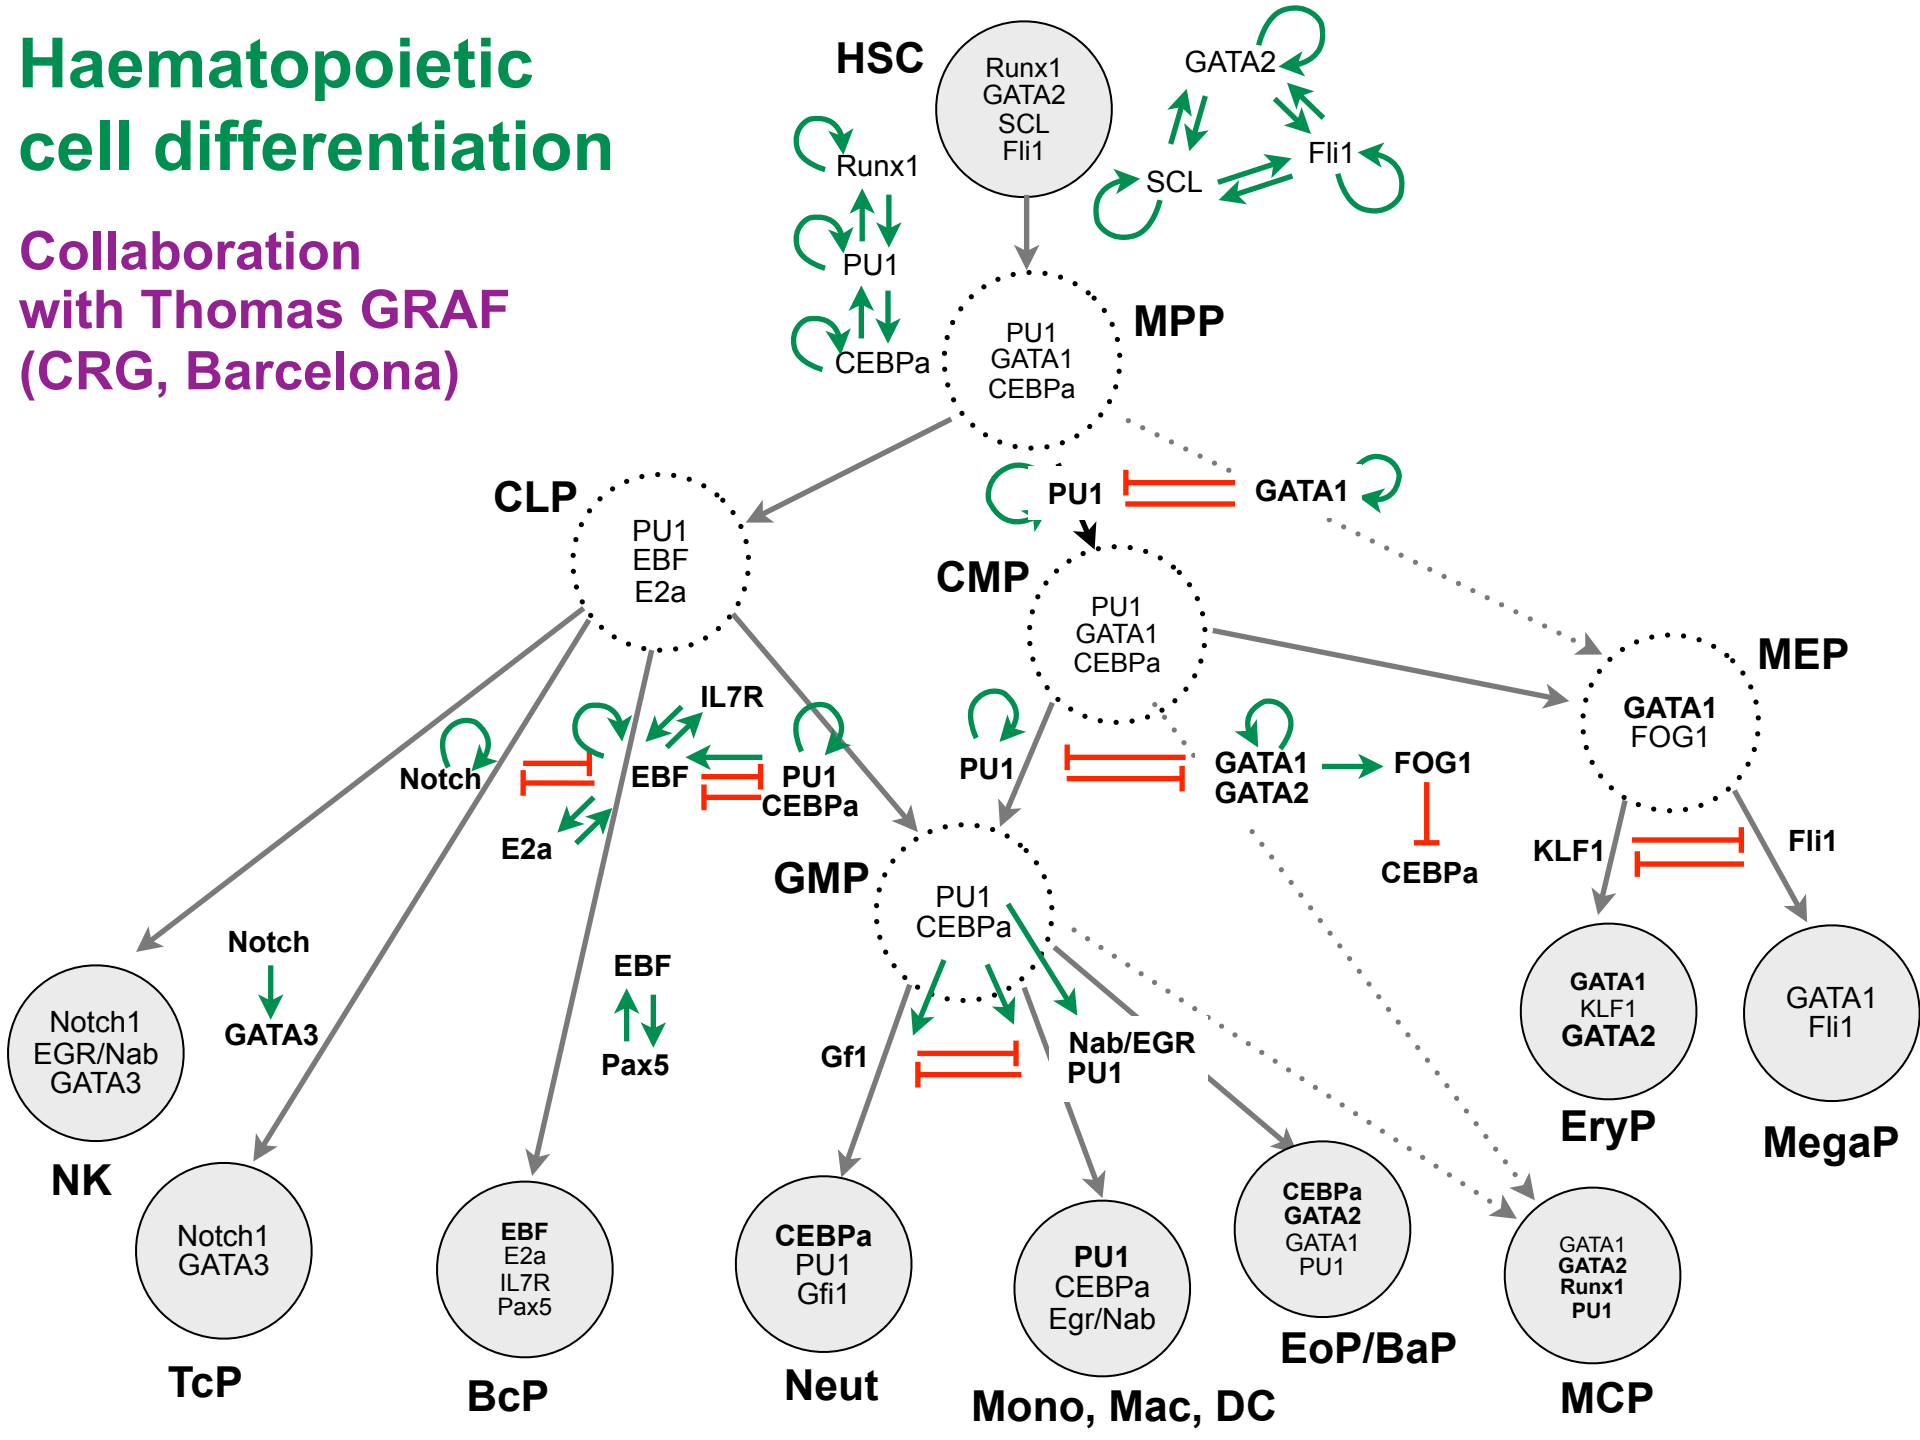 Haematopoietic
cell differentiation
Collaboration
with Thomas GRAF
(CRG, Barcelona)
HSC
Runx1
GATA2
SCL
Fli1
GATA2
Fli1
SCL
Runx1
PU1
CEBPa
MPP
PU1
GATA1
CEBPa
PU1
GATA1
CLP
PU1
EBF
E2a
CMP
PU1
GATA1
CEBPa
MEP
GATA1
FOG1
IL7R
Notch
EBF
PU1
CEBPa
E2a
PU1
GATA1
GATA2
FOG1
CEBPa
KLF1
Fli1
GMP
PU1
CEBPa
Notch
GATA3
EBF
Pax5
Gf1
Nab/EGR
PU1
Notch1
EGR/Nab
GATA3
NK
Notch1
GATA3
TcP
EBF
E2a
IL7R
Pax5
BcP
CEBPa
PU1
Gfi1
Neut
PU1
CEBPa
Egr/Nab
Mono, Mac, DC
CEBPa
GATA2
GATA1
PU1
EoP/BaP
GATA1
GATA2
Runx1
PU1
MCP
GATA1
KLF1
GATA2
EryP
GATA1
Fli1
MegaP